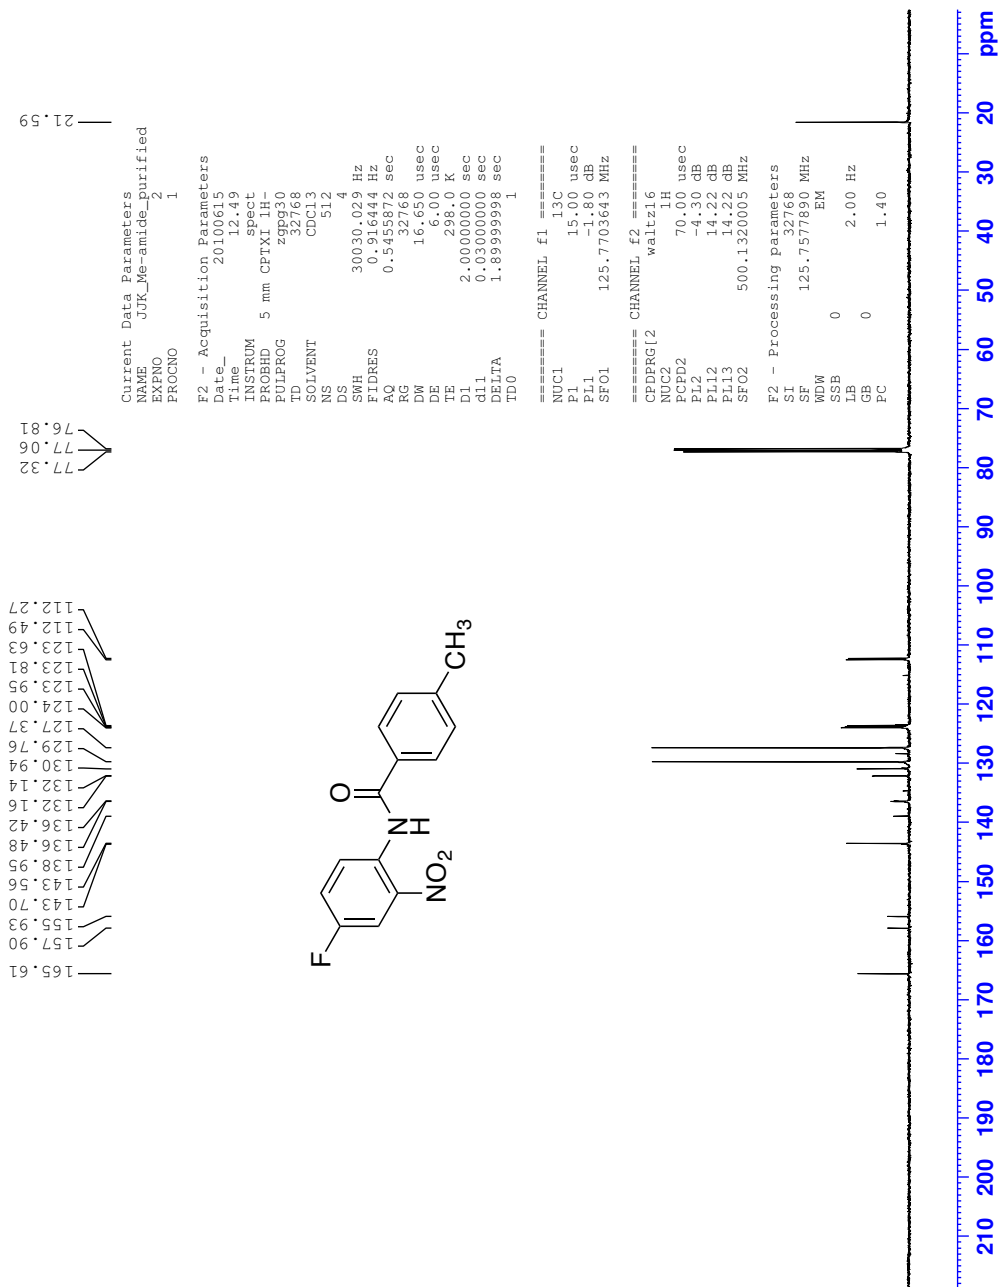 165.61
157.90
155.93
143.70
143.56
138.95
136.48
136.42
132.16
132.14
130.94
129.76
127.37
124.00
123.95
123.81
123.63
112.49
112.27
77.32
77.06
76.81
21.59
Current Data Parameters
NAME JJK_Me-amide_purified
EXPNO 2
PROCNO 1
F2 - Acquisition Parameters
Date_ 20100615
Time 12.49
INSTRUM spect
PROBHD 5 mm CPTXI 1H-
PULPROG zgpg30
TD 32768
SOLVENT CDCl3
NS 512
DS 4
SWH 30030.029 Hz
FIDRES 0.916444 Hz
AQ 0.5455872 sec
RG 32768
DW 16.650 usec
DE 6.00 usec
TE 298.0 K
D1 2.00000000 sec
d11 0.03000000 sec
DELTA 1.89999998 sec
TD0 1
======== CHANNEL f1 ========
NUC1 13C
P1 15.00 usec
PL1 -1.80 dB
SFO1 125.7703643 MHz
======== CHANNEL f2 ========
CPDPRG[2 waltz16
NUC2 1H
PCPD2 70.00 usec
PL2 -4.30 dB
PL12 14.22 dB
PL13 14.22 dB
SFO2 500.1320005 MHz
F2 - Processing parameters
SI 32768
SF 125.7577890 MHz
WDW EM
SSB 0
LB 2.00 Hz
GB 0
PC 1.40
F
NO2
N
H
O
CH3
210 200 190 180 170 160 150 140 130 120 110 100 90 80 70 60 50 40 30 20 ppm